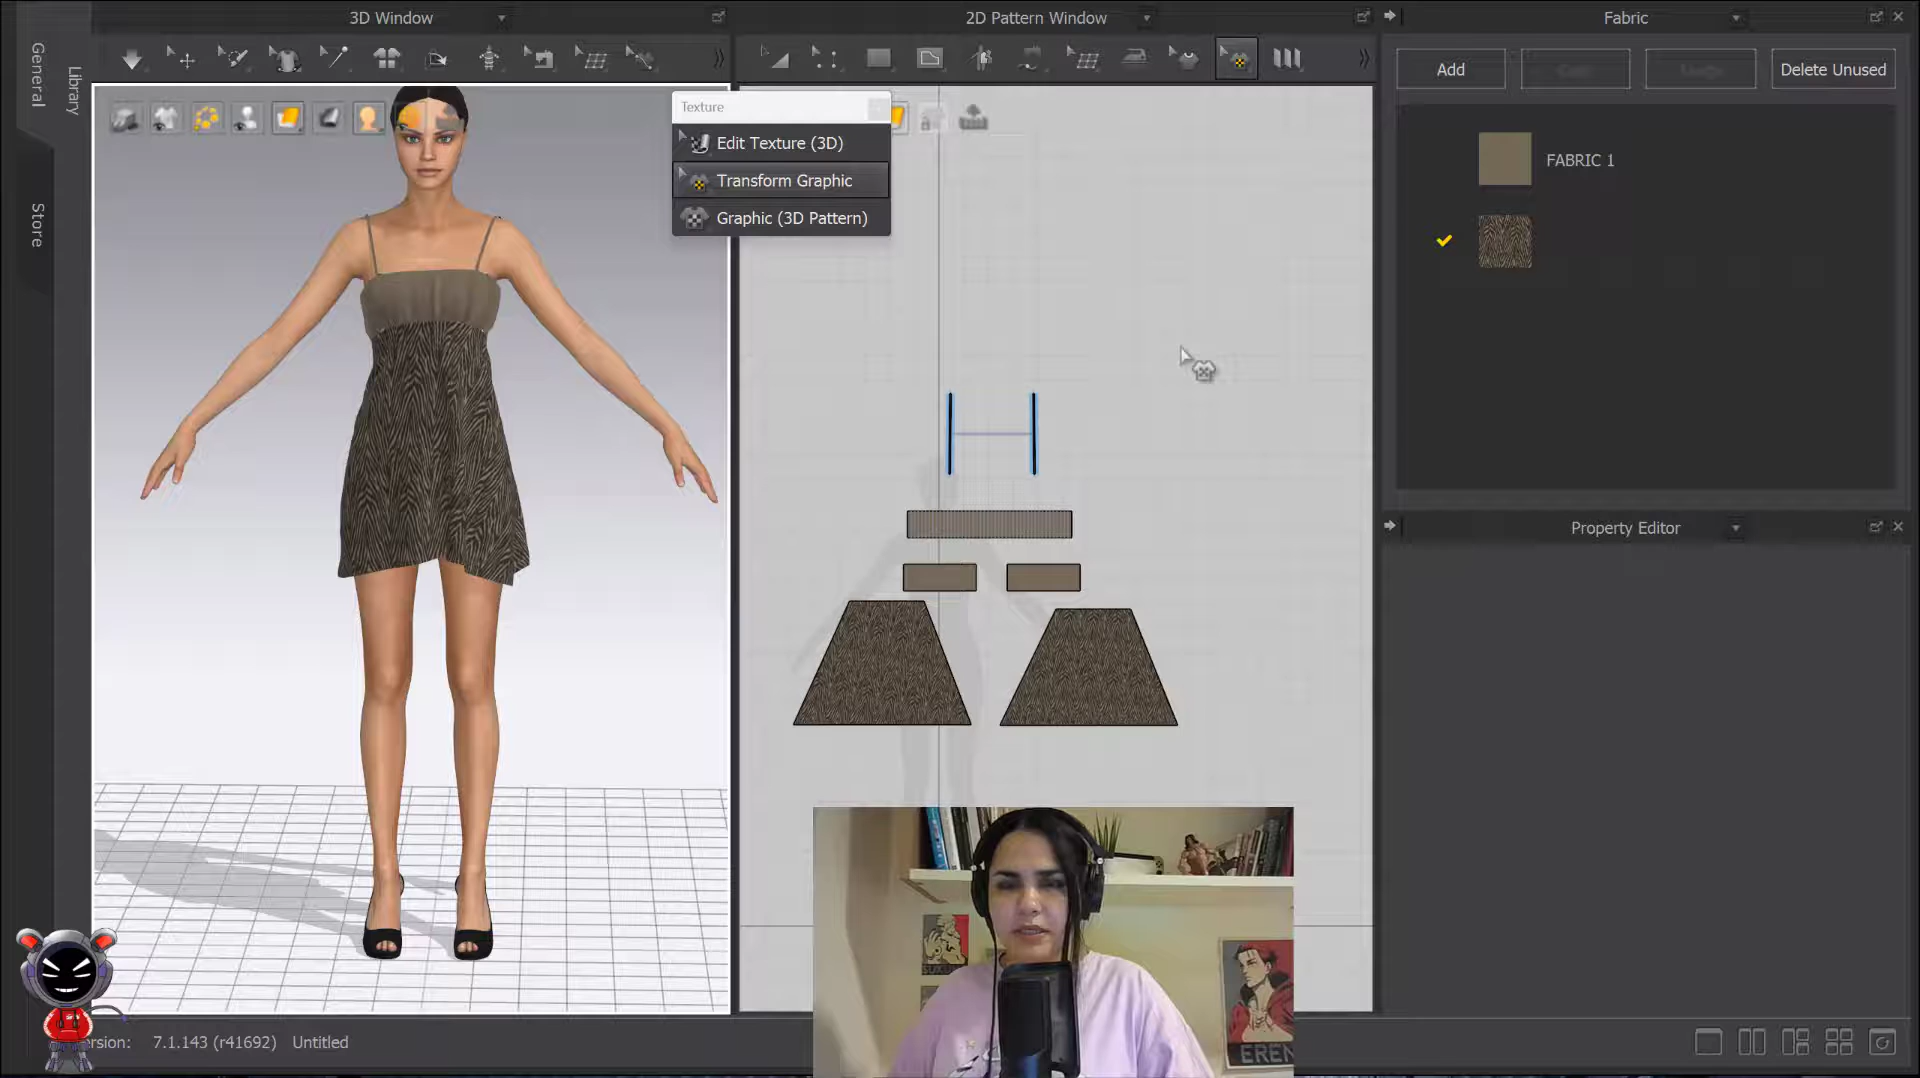 3D Window
2D Pattern Window
Fabric
General
Library
Store
Add
Delete Unused
Texture
Edit Texture (3D)
Transform Graphic
Graphic (3D Pattern)
FABRIC 1
Property Editor
EREN
rsion: 7.1.143 (r41692) Untitled